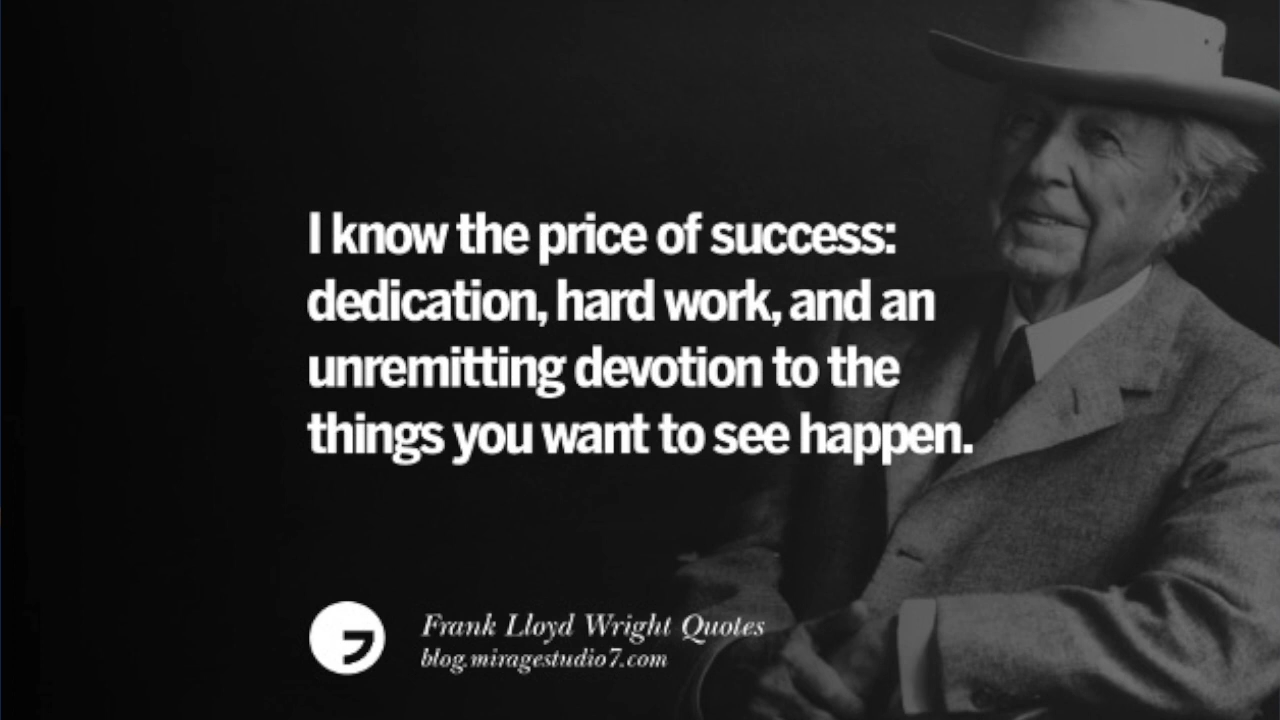 I know the price of success:
dedication, hard work, and an
unremitting devotion to the
things you want to see happen.
Frank Lloyd Wright Quotes
blog.miragestudio7.com